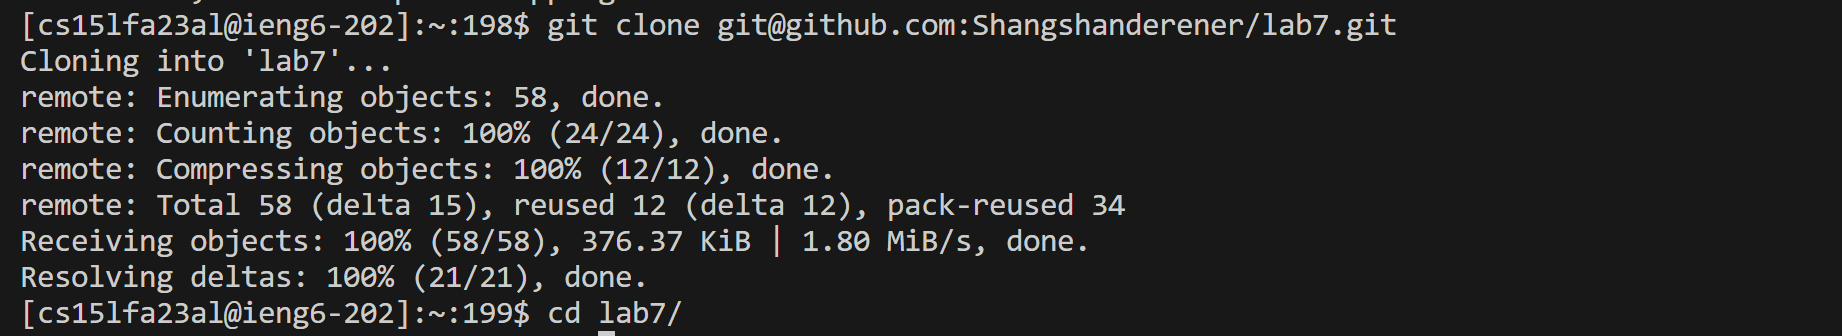 [cs15lfa23al@ieng6-202]:~:198$ git clone git@github.com:Shangshanderener/lab7.git
Cloning into 'lab7'...
remote: Enumerating objects: 58, done.
remote: Counting objects: 100% (24/24), done.
remote: Compressing objects: 100% (12/12), done.
remote: Total 58 (delta 15), reused 12 (delta 12), pack-reused 34
Receiving objects: 100% (58/58), 376.37 KiB | 1.80 MiB/s, done.
Resolving deltas: 100% (21/21), done.
[cs15lfa23al@ieng6-202]:~:199$ cd lab7/